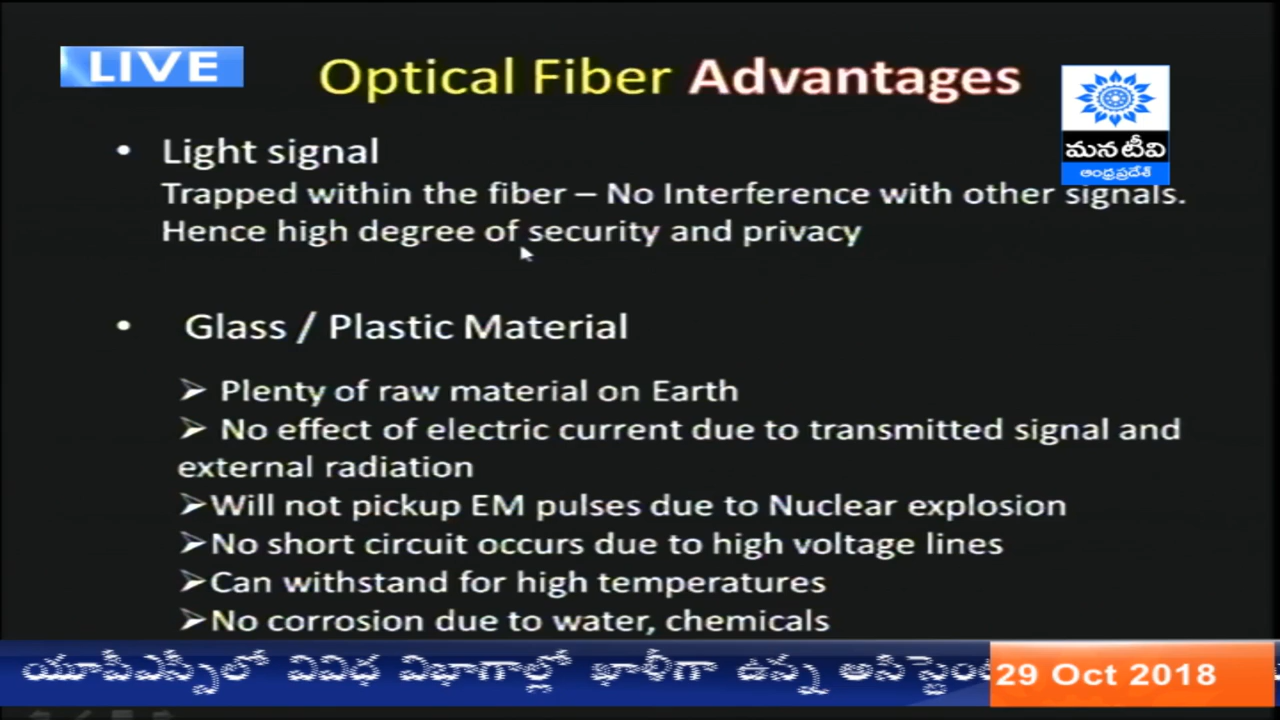 LIVE
Optical Fiber Advantages
మన టీవి
ఆంధ్రప్రదేశ్
• Light signal
Trapped within the fiber – No Interference with other signals.
Hence high degree of security and privacy
• Glass / Plastic Material
➢ Plenty of raw material on Earth
➢ No effect of electric current due to transmitted signal and
external radiation
➢Will not pickup EM pulses due to Nuclear explosion
➢No short circuit occurs due to high voltage lines
➢Can withstand for high temperatures
➢No corrosion due to water, chemicals
వివిధ విభాగాల్లో ఖాళీగా ఉన్న
29 Oct 2018